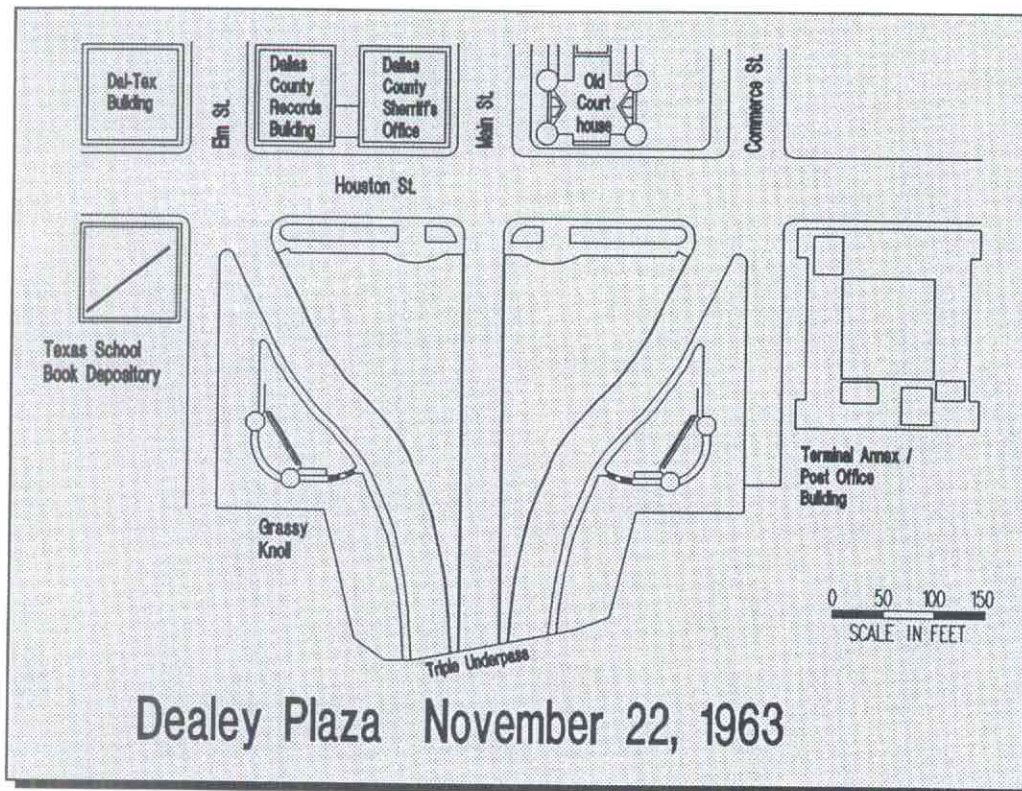 Dal-Tex
Building
Elm St.
Dallas
County
Records
Building
Dallas
County
Sherriff's
Office
Main St.
Old
Court
house
Commerce St.
Houston St.
Texas School
Book Depository
Terminal Annex /
Post Office
Building
Grassy
Knoll
0 50 100 150
SCALE IN FEET
Triple Underpass
Dealey Plaza November 22, 1963